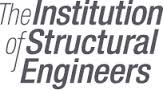 The Institution
of Structural
Engineers